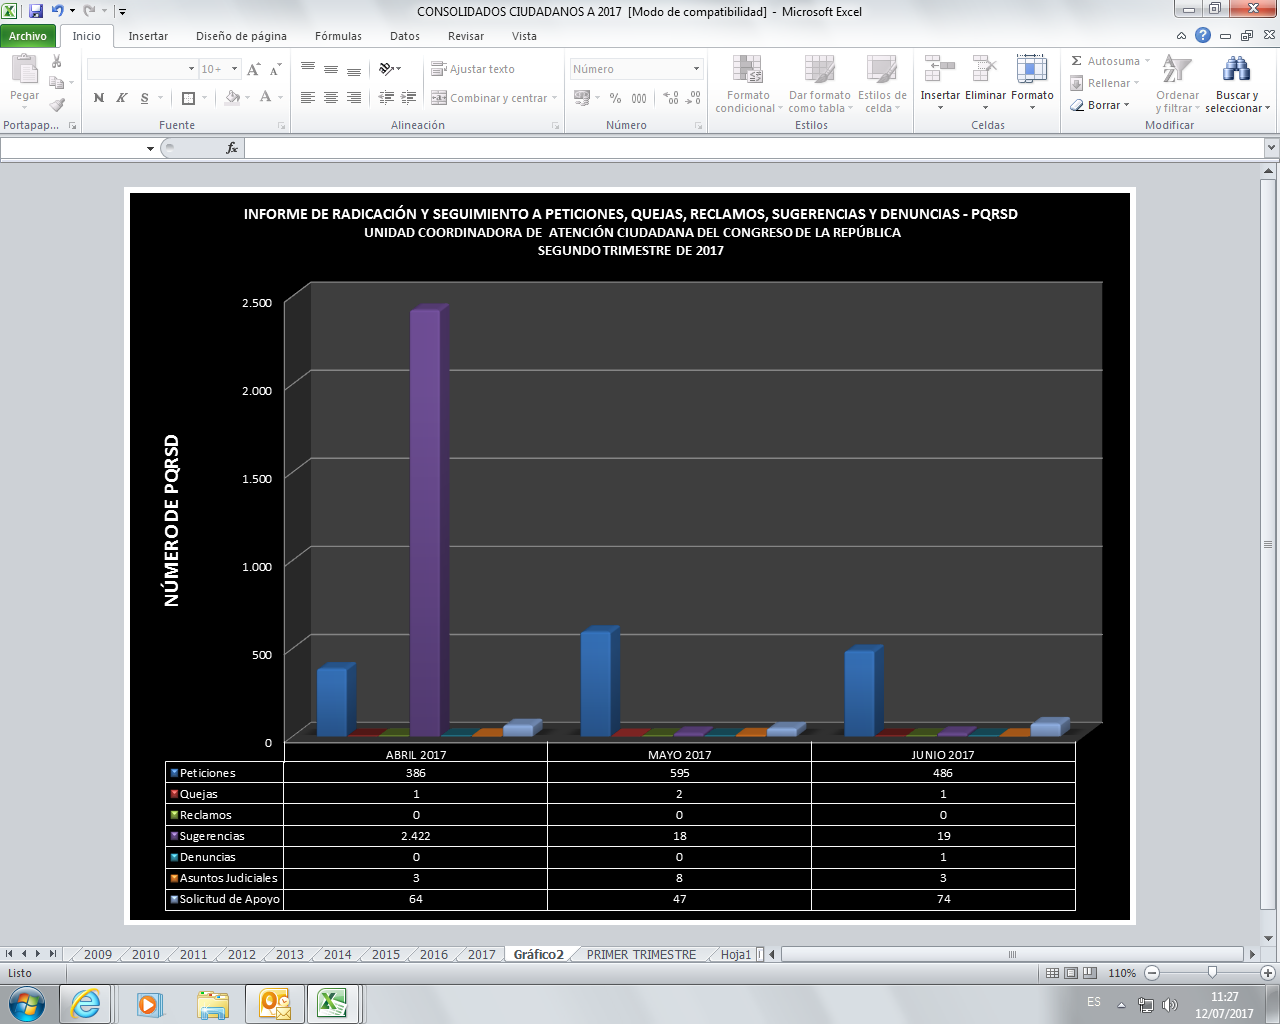 CONSOLIDADOS CIUDADANOS A 2017 [Modo de compatibilidad] - Microsoft Excel
Archivo Inicio Insertar Diseño de página Fórmulas Datos Revisar Vista
Pegar
N K S
10
Ajustar texto
Combinar y centrar
Número
% 000
Formato condicional
Dar formato como tabla
Estilos de celda
Insertar Eliminar Formato
Autosuma
Rellenar
Borrar
Ordenar y filtrar
Buscar y seleccionar
Portapap... Fuente Alineación Número Estilos Celdas Modificar
fx
INFORME DE RADICACIÓN Y SEGUIMIENTO A PETICIONES, QUEJAS, RECLAMOS, SUGERENCIAS Y DENUNCIAS - PQRSD
UNIDAD COORDINADORA DE ATENCIÓN CIUDADANA DEL CONGRESO DE LA REPÚBLICA
SEGUNDO TRIMESTRE DE 2017
NÚMERO DE PQRSD
2.500
2.000
1.500
1.000
500
0
ABRIL 2017 MAYO 2017 JUNIO 2017
Peticiones 386 595 486
Quejas 1 2 1
Reclamos 0 0 0
Sugerencias 2.422 18 19
Denuncias 0 0 1
Asuntos Judiciales 3 8 3
Solicitud de Apoyo 64 47 74
2009 2010 2011 2012 2013 2014 2015 2016 2017 Gráfico2 PRIMER TRIMESTRE Hoja1
Listo 110%
ES 11:27
12/07/2017